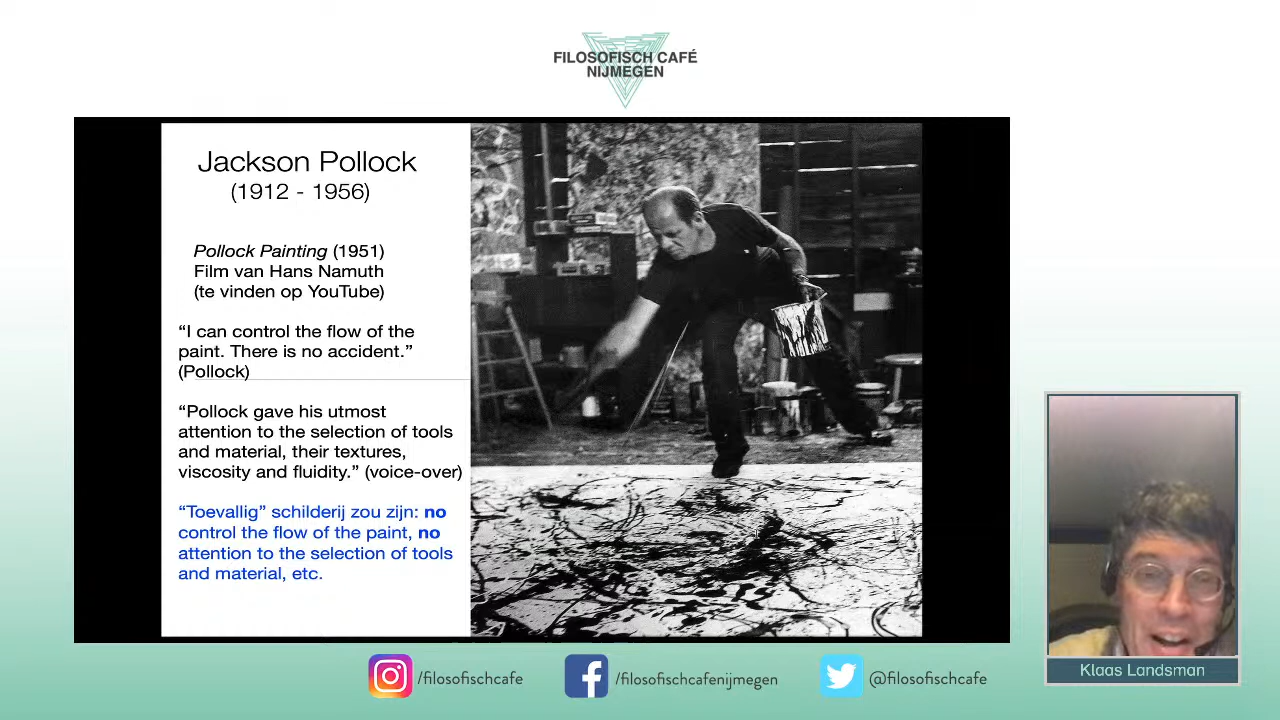 FILOSOFISCH CAFÉ
NIJMEGEN
Jackson Pollock
(1912 - 1956)
Pollock Painting (1951)
Film van Hans Namuth
(te vinden op YouTube)
“I can control the flow of the
paint. There is no accident.”
(Pollock)
“Pollock gave his utmost
attention to the selection of tools
and material, their textures,
viscosity and fluidity.” (voice-over)
“Toevallig” schilderij zou zijn: no
control the flow of the paint, no
attention to the selection of tools
and material, etc.
Klaas Landsman
/filosofischcafe
/filosofischcafenijmegen
@filosofischcafe